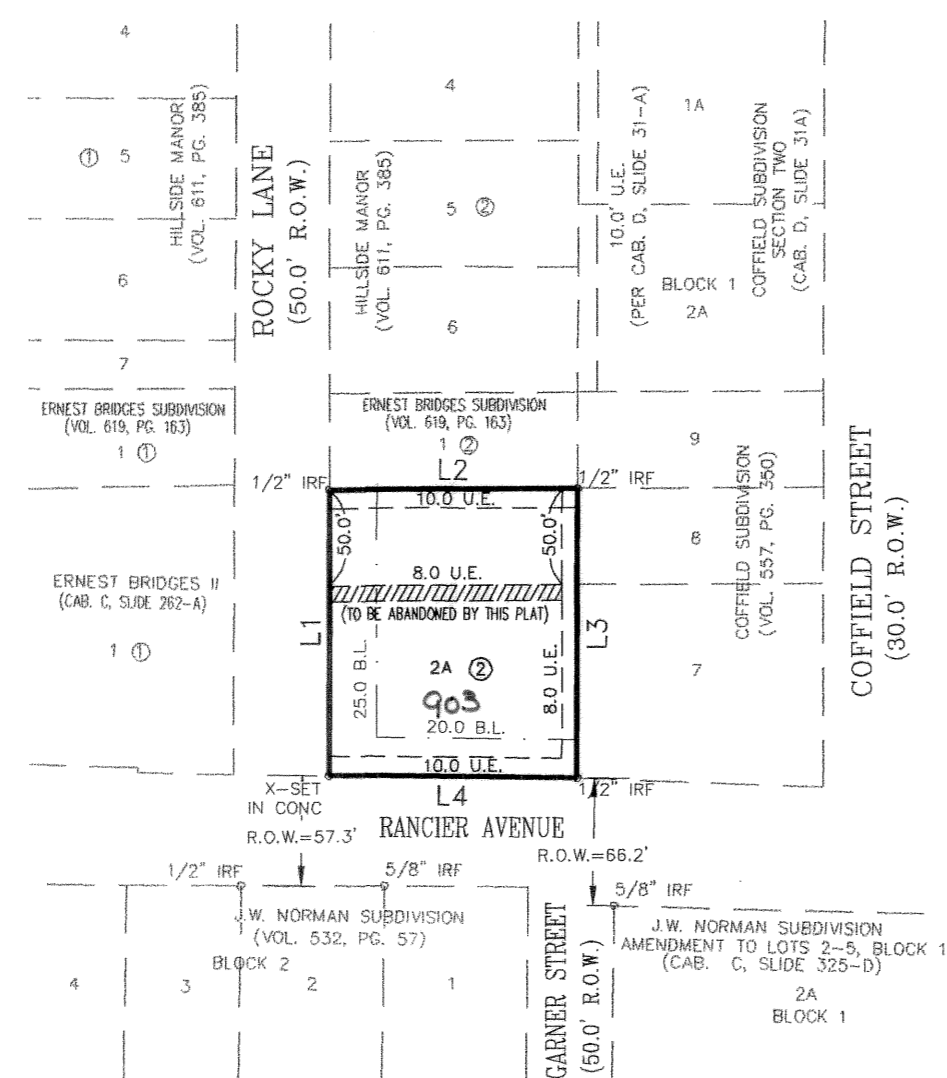 4
① 5
6
7
HILLSIDE MANOR
(VOL. 611, PG. 385)
ROCKY LANE
(50.0' R.O.W.)
HILLSIDE MANOR
(VOL. 611, PG. 385)
4
5 ②
6
10.0' U.E.
(PER CAB. D, SLIDE 31-A)
1A
BLOCK 1
2A
COFFIELD SUBDIVISION
SECTION TWO
(CAB. D, SLIDE 31A)
ERNEST BRIDGES SUBDIVISION
(VOL. 619, PG. 163)
1 ①
ERNEST BRIDGES SUBDIVISION
(VOL. 619, PG. 163)
1 ②
9
8
7
COFFIELD SUBDIVISION
(VOL. 557, PG. 350)
COFFIELD STREET
(30.0' R.O.W.)
1/2" IRF
L2
1/2" IRF
10.0 U.E.
50.0'
50.0'
8.0 U.E.
(TO BE ABANDONED BY THIS PLAT)
ERNEST BRIDGES II
(CAB. C, SLIDE 262-A)
1 ①
L1
25.0 B.L.
2A ②
903
20.0 B.L.
8.0 U.E.
L3
10.0 U.E.
X-SET
IN CONC
L4
1/2" IRF
R.O.W.=57.3'
RANCIER AVENUE
R.O.W.=66.2'
1/2" IRF
5/8" IRF
5/8" IRF
J.W. NORMAN SUBDIVISION
(VOL. 532, PG. 57)
BLOCK 2
4
3
2
1
GARNER STREET
(50.0' R.O.W.)
J.W. NORMAN SUBDIVISION
AMENDMENT TO LOTS 2-5, BLOCK 1
(CAB. C, SLIDE 325-D)
2A
BLOCK 1